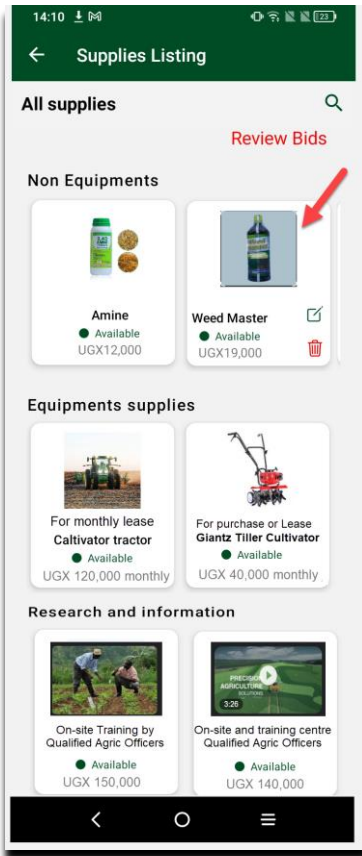 14:10
23
Supplies Listing
All supplies
Review Bids
Non Equipments
Amine
Available
UGX12,000
Weed Master
Available
UGX19,000
Equipments supplies
For monthly lease
Caltivator tractor
Available
UGX 120,000 monthly
For purchase or Lease
Giantz Tiller Cultivator
Available
UGX 40,000 monthly
Research and information
On-site Training by
Qualified Agric Officers
Available
UGX 150,000
PRECISION
AGRICULTURE
SOLUTIONS
3:26
On-site and training centre
Qualified Agric Officers
Available
UGX 140,000